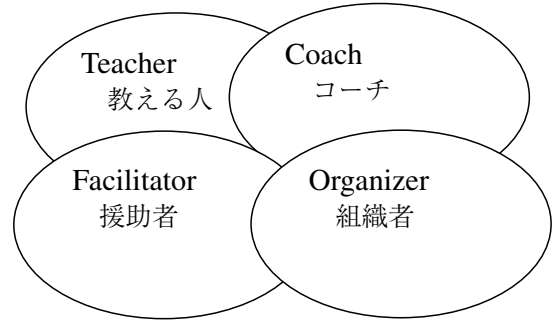 Teacher
教える人
Coach
コーチ
Facilitator
援助者
Organizer
組織者